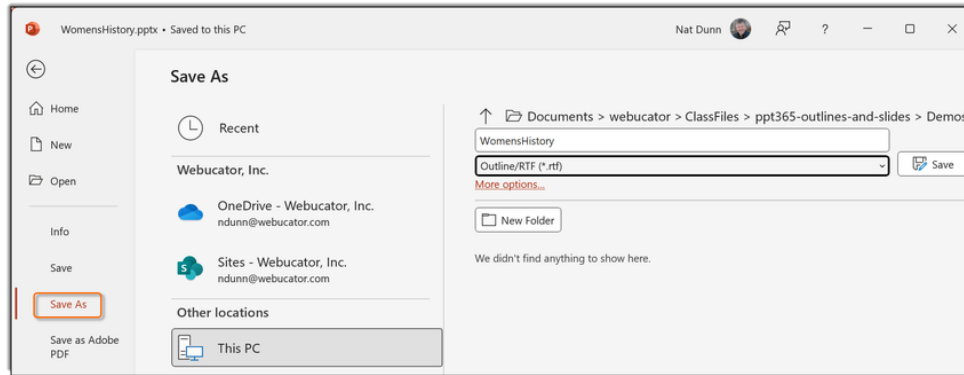 WomensHistory.pptx • Saved to this PC
Nat Dunn
?
Save As
Home
New
Open
Info
Save
Save As
Save as Adobe
PDF
Recent
Webucator, Inc.
OneDrive - Webucator, Inc.
ndunn@webucator.com
Sites - Webucator, Inc.
ndunn@webucator.com
Other locations
This PC
Documents > webucator > ClassFiles > ppt365-outlines-and-slides > Demos
WomensHistory
Outline/RTF (*.rtf)
Save
More options...
New Folder
We didn't find anything to show here.